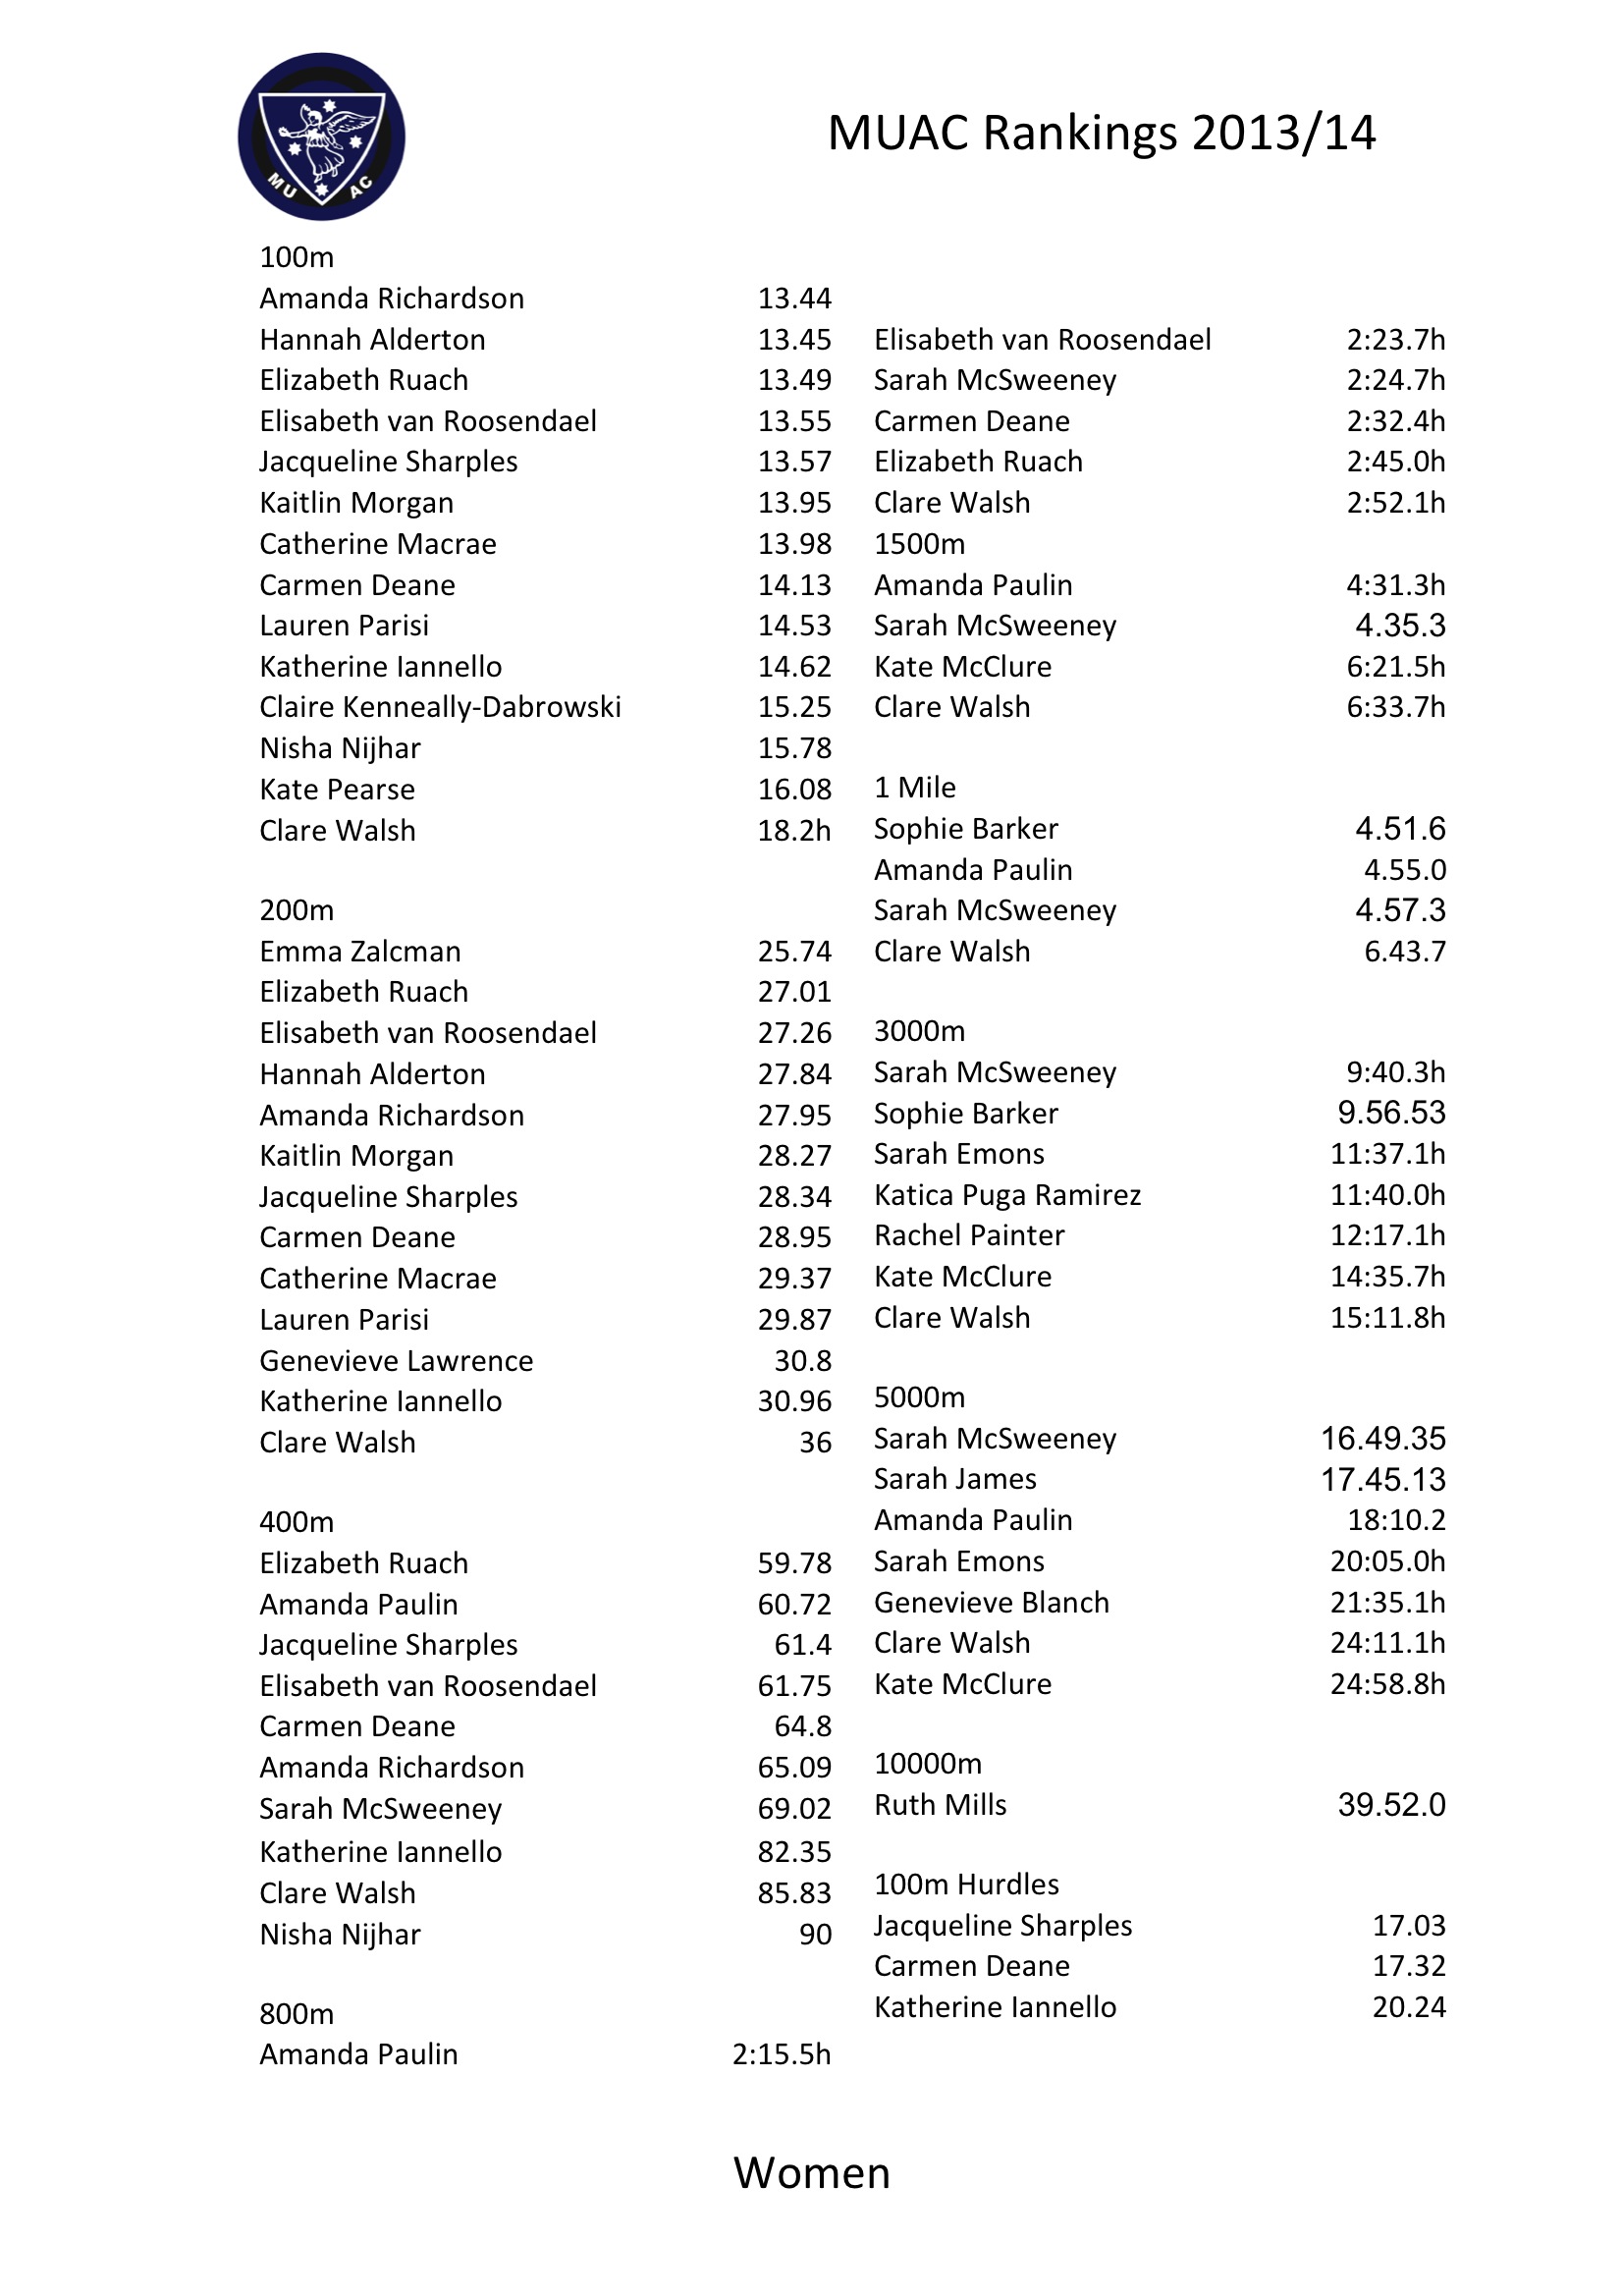 MU AC
MUAC Rankings 2013/14
100m
Amanda Richardson 13.44
Hannah Alderton 13.45
Elizabeth Ruach 13.49
Elisabeth van Roosendael 13.55
Jacqueline Sharples 13.57
Kaitlin Morgan 13.95
Catherine Macrae 13.98
Carmen Deane 14.13
Lauren Parisi 14.53
Katherine Iannello 14.62
Claire Kenneally-Dabrowski 15.25
Nisha Nijhar 15.78
Kate Pearse 16.08
Clare Walsh 18.2h
200m
Emma Zalcman 25.74
Elizabeth Ruach 27.01
Elisabeth van Roosendael 27.26
Hannah Alderton 27.84
Amanda Richardson 27.95
Kaitlin Morgan 28.27
Jacqueline Sharples 28.34
Carmen Deane 28.95
Catherine Macrae 29.37
Lauren Parisi 29.87
Genevieve Lawrence 30.8
Katherine Iannello 30.96
Clare Walsh 36
400m
Elizabeth Ruach 59.78
Amanda Paulin 60.72
Jacqueline Sharples 61.4
Elisabeth van Roosendael 61.75
Carmen Deane 64.8
Amanda Richardson 65.09
Sarah McSweeney 69.02
Katherine Iannello 82.35
Clare Walsh 85.83
Nisha Nijhar 90
800m
Amanda Paulin 2:15.5h
Elisabeth van Roosendael 2:23.7h
Sarah McSweeney 2:24.7h
Carmen Deane 2:32.4h
Elizabeth Ruach 2:45.0h
Clare Walsh 2:52.1h
1500m
Amanda Paulin 4:31.3h
Sarah McSweeney 4.35.3
Kate McClure 6:21.5h
Clare Walsh 6:33.7h
1 Mile
Sophie Barker 4.51.6
Amanda Paulin 4.55.0
Sarah McSweeney 4.57.3
Clare Walsh 6.43.7
3000m
Sarah McSweeney 9:40.3h
Sophie Barker 9.56.53
Sarah Emons 11:37.1h
Katica Puga Ramirez 11:40.0h
Rachel Painter 12:17.1h
Kate McClure 14:35.7h
Clare Walsh 15:11.8h
5000m
Sarah McSweeney 16.49.35
Sarah James 17.45.13
Amanda Paulin 18:10.2
Sarah Emons 20:05.0h
Genevieve Blanch 21:35.1h
Clare Walsh 24:11.1h
Kate McClure 24:58.8h
10000m
Ruth Mills 39.52.0
100m Hurdles
Jacqueline Sharples 17.03
Carmen Deane 17.32
Katherine Iannello 20.24
Women